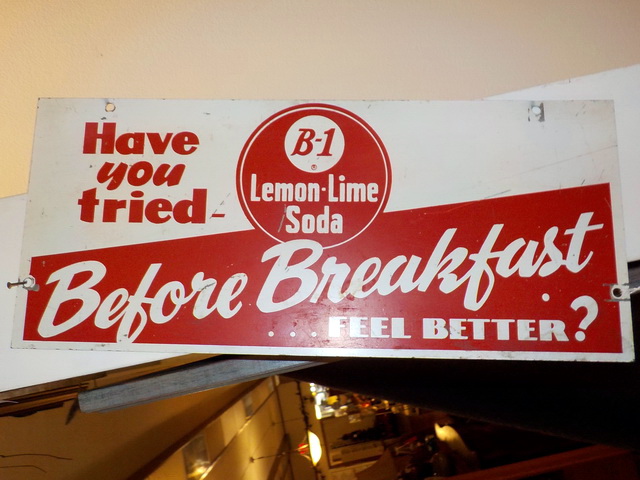 Have
you
tried-
B-1
®
Lemon-Lime
Soda
Before Breakfast
... FEEL BETTER?